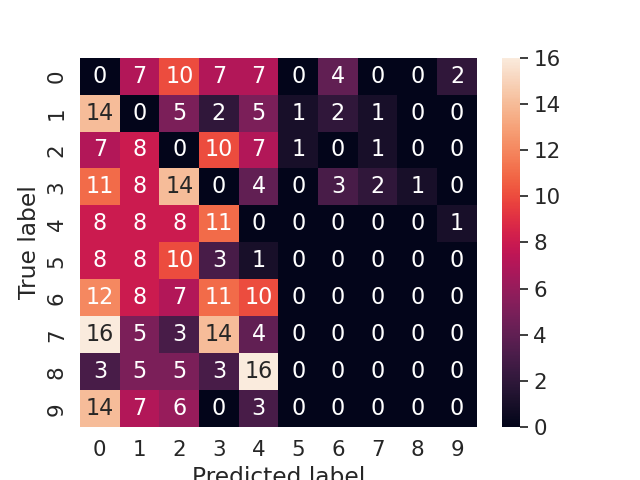 0 0 7 10 7 7 0 4 0 0 2
1 14 0 5 2 5 1 2 1 0 0
2 7 8 0 10 7 1 0 1 0 0
3 11 8 14 0 4 0 3 2 1 0
4 8 8 8 11 0 0 0 0 0 1
5 8 8 10 3 1 0 0 0 0 0
6 12 8 7 11 10 0 0 0 0 0
7 16 5 3 14 4 0 0 0 0 0
8 3 5 5 3 16 0 0 0 0 0
9 14 7 6 0 3 0 0 0 0 0
0 1 2 3 4 5 6 7 8 9
True label
Predicted label
16
14
12
10
8
6
4
2
0